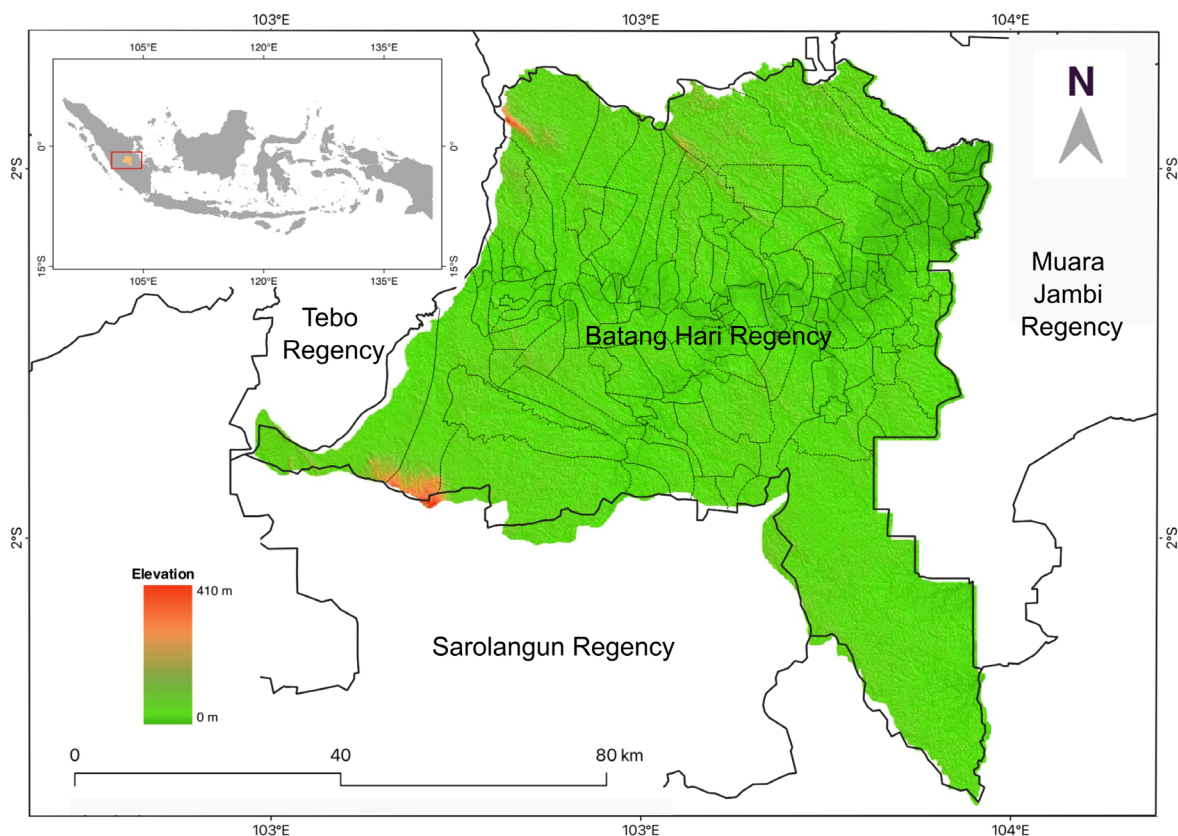 103°E 103°E 104°E
105°E 120°E 135°E
N
0° 0°
2°S 2°S
15°S 15°S
105°E 120°E 135°E
Muara
Jambi
Regency
Tebo
Regency
Batang Hari Regency
2°S 2°S
Elevation
410 m
0 m
Sarolangun Regency
0 40 80 km
103°E 103°E 104°E